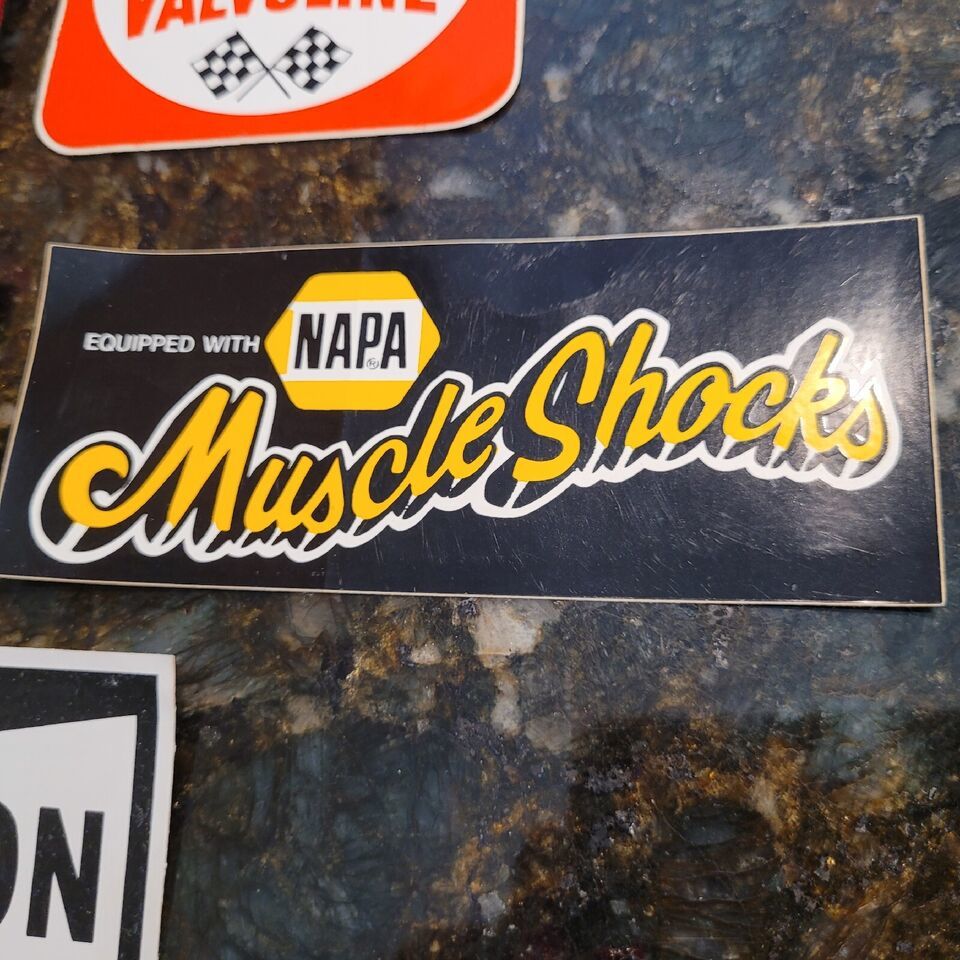 VALVOLINE
EQUIPPED WITH NAPA®
Muscle Shocks
ON